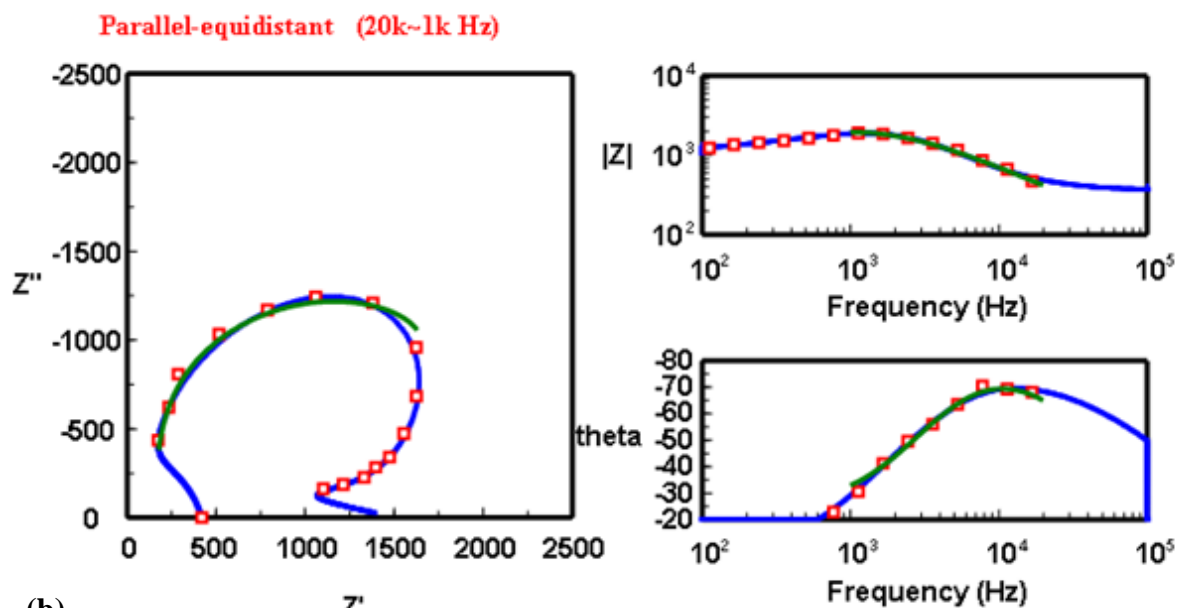 Parallel-equidistant (20k~1k Hz)
-2500
-2000
-1500
Z''
-1000
-500
0
0 500 1000 1500 2000 2500
Z'
(b)
10^4
|Z|
10^3
10^2
10^2 10^3 10^4 10^5
Frequency (Hz)
-80
-70
-60
theta
-50
-40
-30
-20
10^2 10^3 10^4 10^5
Frequency (Hz)